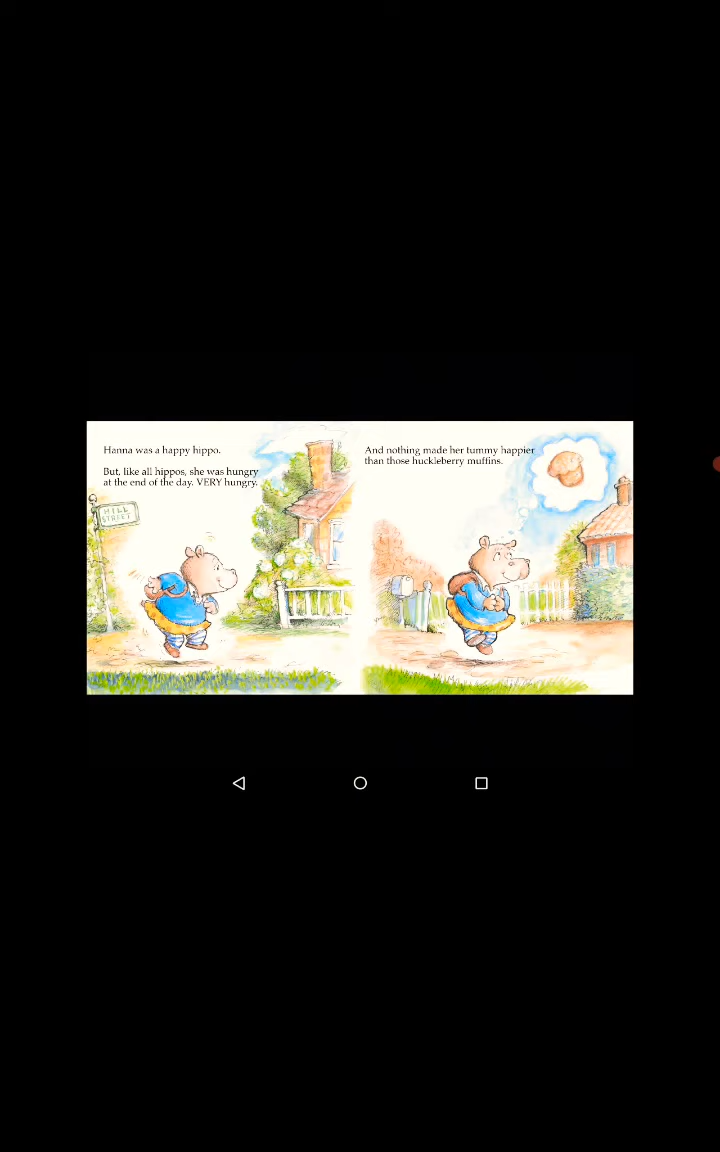 Hanna was a happy hippo.
But, like all hippos, she was hungry
at the end of the day. VERY hungry.
HILL
STREET
And nothing made her tummy happier
than those huckleberry muffins.